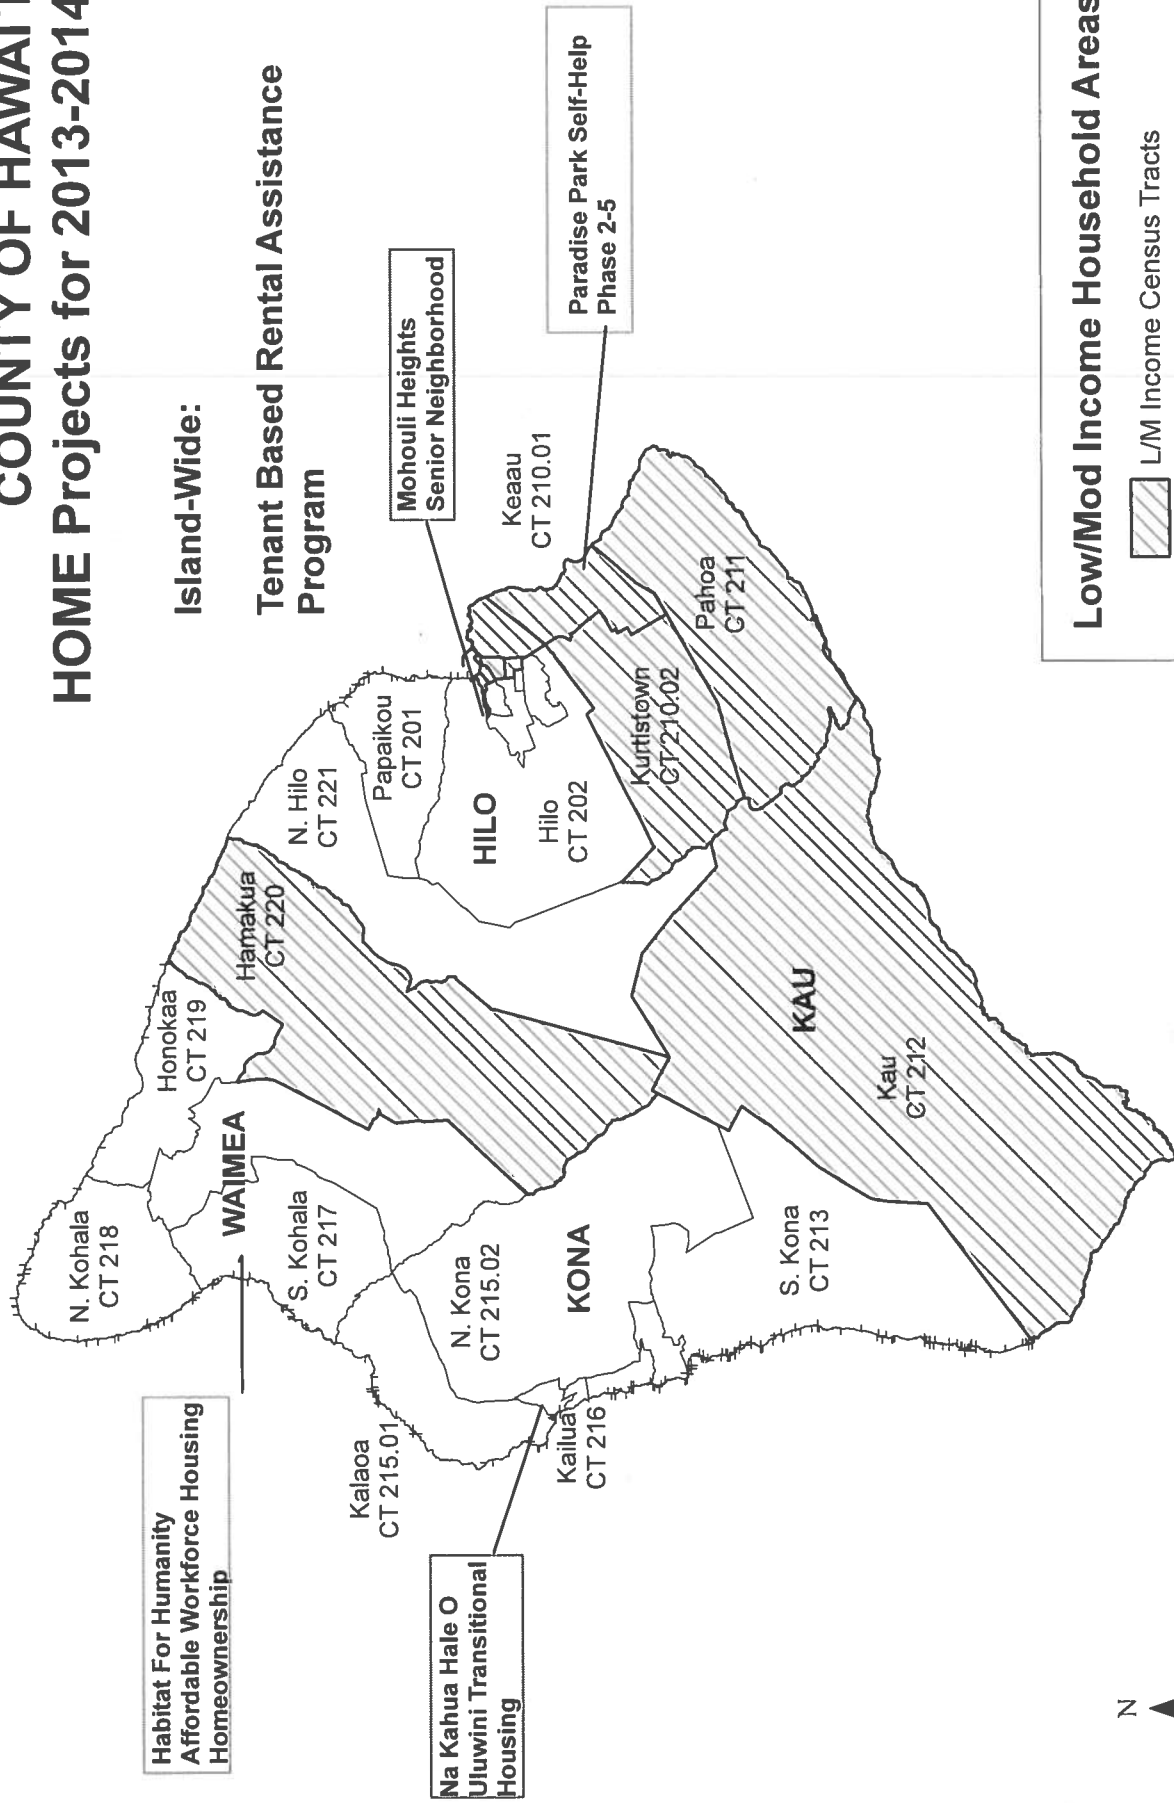 COUNTY OF HAWAI'I
HOME Projects for 2013-2014
Island-Wide:
Tenant Based Rental Assistance
Program
Habitat For Humanity
Affordable Workforce Housing
Homeownership
Na Kahua Hale O
Uluwini Transitional
Housing
Mohouli Heights
Senior Neighborhood
Paradise Park Self-Help
Phase 2-5
N. Kohala
CT 218
Honokaa
CT 219
WAIMEA
Hamakua
CT 220
N. Hilo
CT 221
Papaikou
CT 201
S. Kohala
CT 217
HILO
Hilo
CT 202
Keaau
CT 210.01
Kalaoa
CT 215.01
N. Kona
CT 215.02
KONA
Kailua
CT 216
Kurtistown
CT 210.02
Pahoa
CT 211
S. Kona
CT 213
KAU
Kau
CT 212
Low/Mod Income Household Areas
L/M Income Census Tracts
N